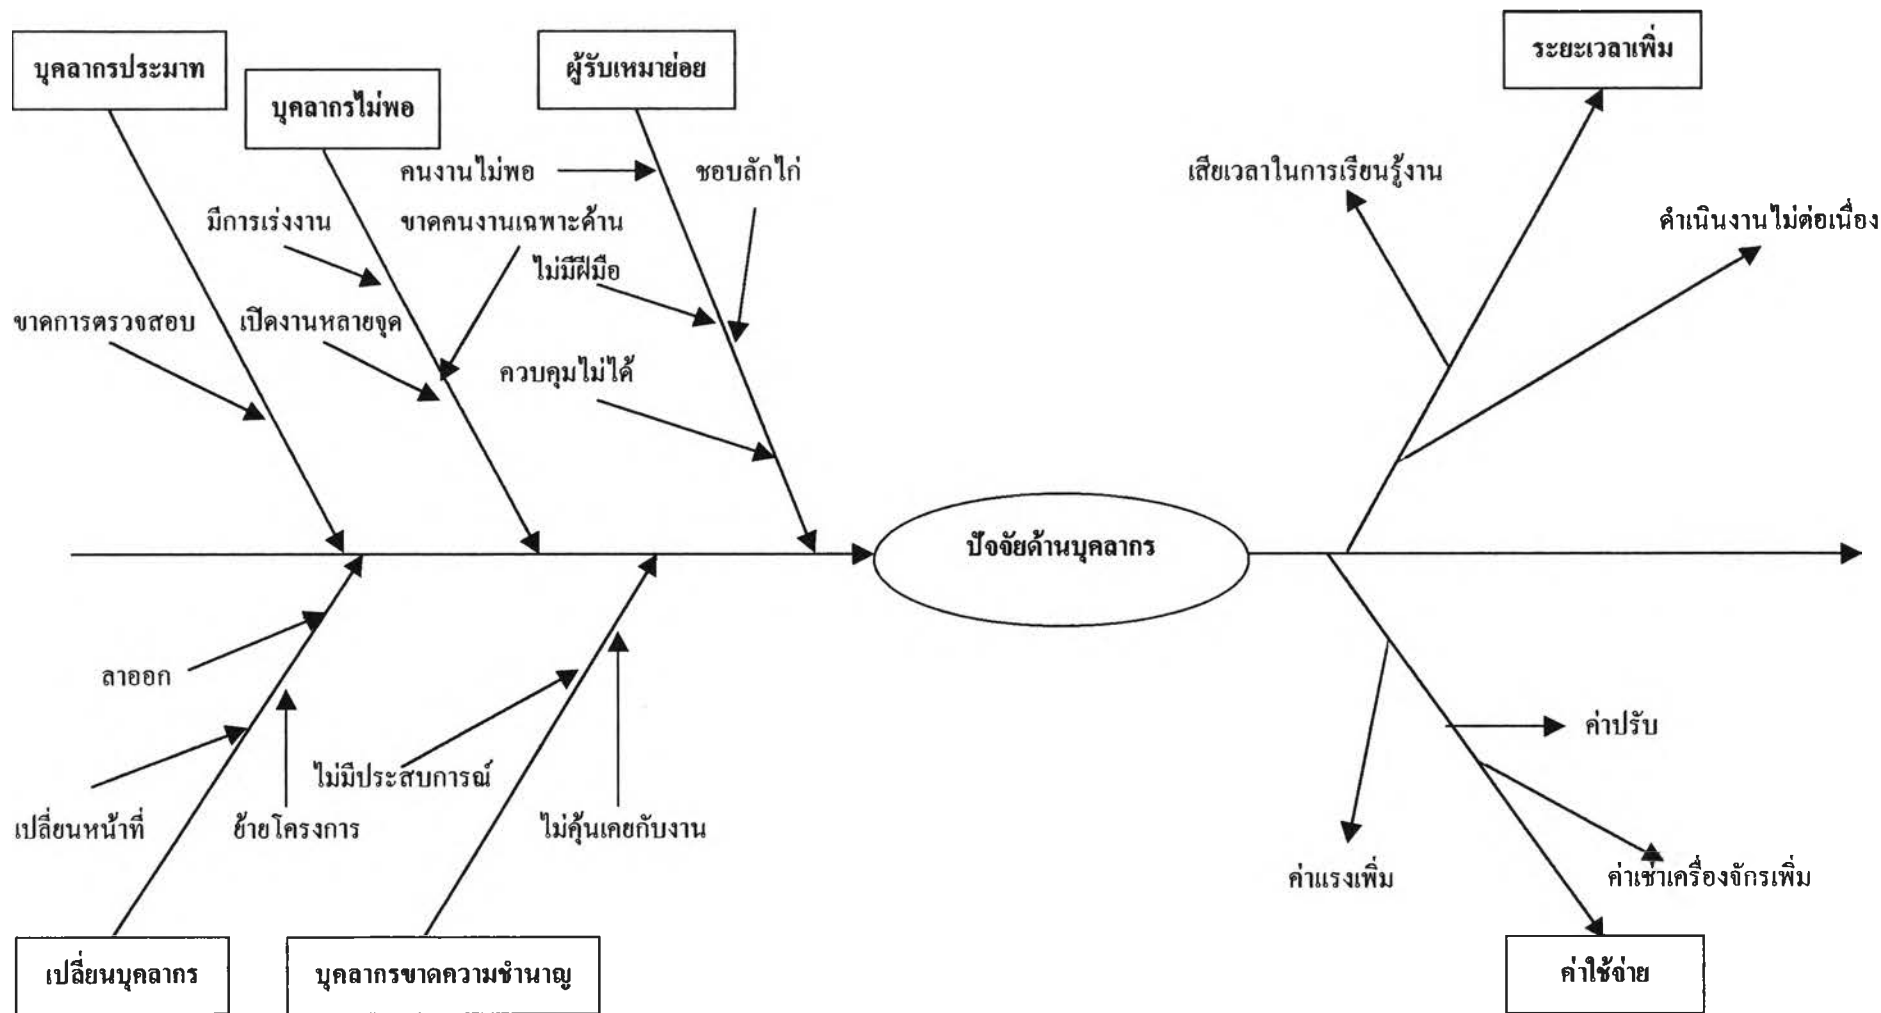 บุคลากรประมาท
บุคลากรไม่พอ
ผู้รับเหมาย่อย
ระยะเวลาเพิ่ม
คนงานไม่พอ
ชอบลักไก่
เสียเวลาในการเรียนรู้งาน
มีการเร่งงาน
ขาดคนงานเฉพาะด้าน
ดำเนินงานไม่ต่อเนื่อง
ไม่มีฝีมือ
ขาดการตรวจสอบ
เปิดงานหลายจุด
ควบคุมไม่ได้
ปัจจัยด้านบุคลากร
ลาออก
ค่าปรับ
ไม่มีประสบการณ์
เปลี่ยนหน้าที่
ย้ายโครงการ
ไม่คุ้นเคยกับงาน
ค่าแรงเพิ่ม
ค่าเช่าเครื่องจักรเพิ่ม
เปลี่ยนบุคลากร
บุคลากรขาดความชำนาญ
ค่าใช้จ่าย